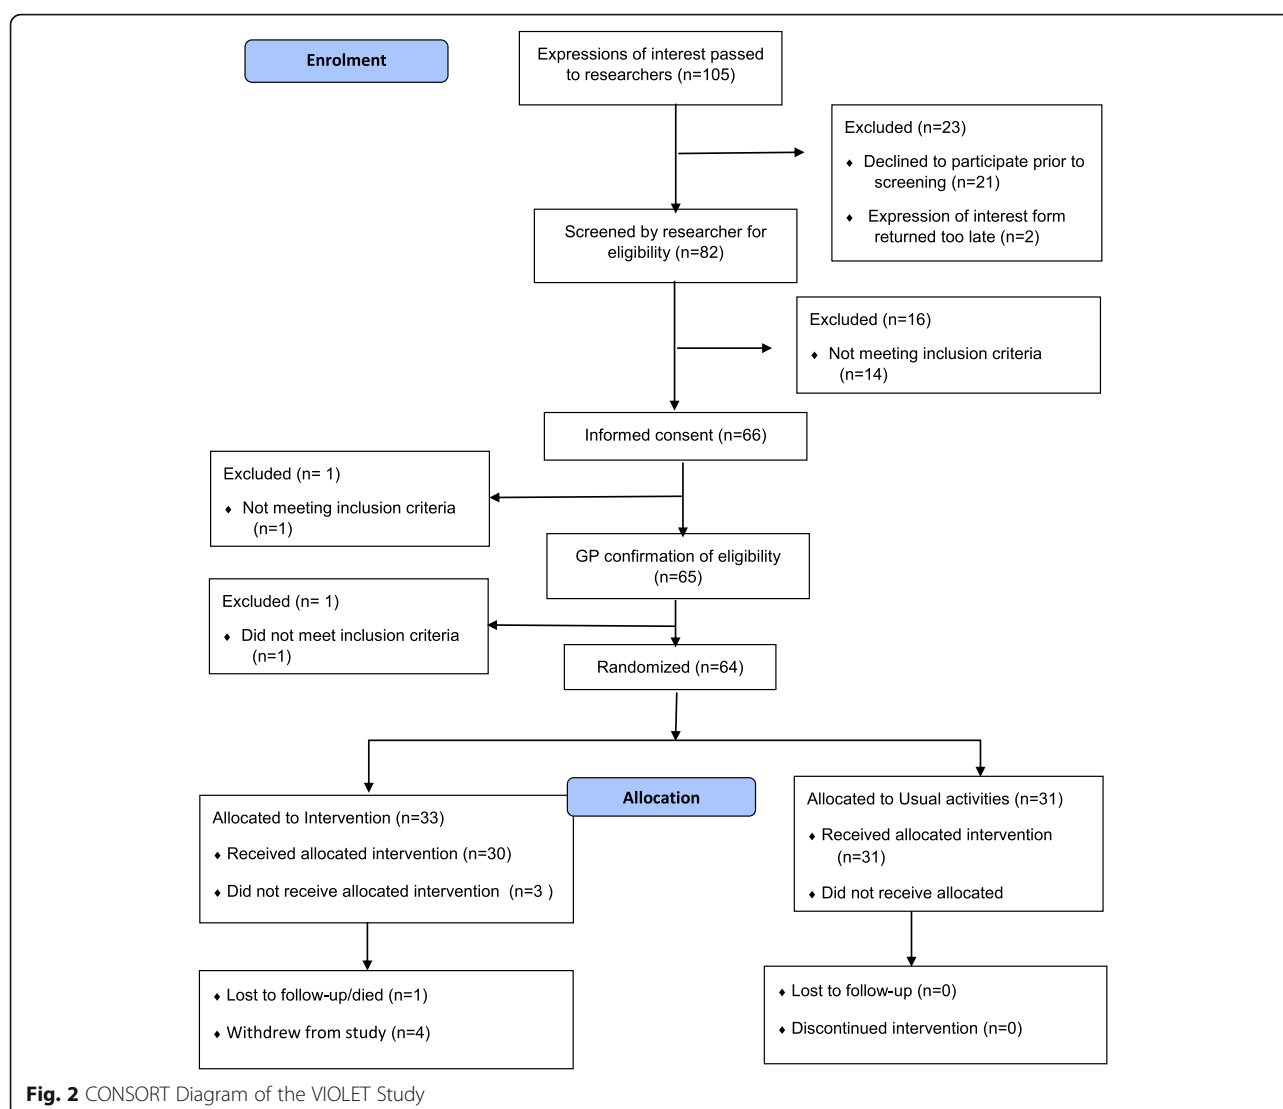 Enrolment
Expressions of interest passed
to researchers (n=105)
Excluded (n=23)
♦ Declined to participate prior to
screening (n=21)
♦ Expression of interest form
returned too late (n=2)
Screened by researcher for
eligibility (n=82)
Excluded (n=16)
♦ Not meeting inclusion criteria
(n=14)
Informed consent (n=66)
Excluded (n= 1)
♦ Not meeting inclusion criteria
(n=1)
GP confirmation of eligibility
(n=65)
Excluded (n= 1)
♦ Did not meet inclusion criteria
(n=1)
Randomized (n=64)
Allocation
Allocated to Intervention (n=33)
♦ Received allocated intervention (n=30)
♦ Did not receive allocated intervention (n=3 )
Allocated to Usual activities (n=31)
♦ Received allocated intervention
(n=31)
♦ Did not receive allocated
♦ Lost to follow-up/died (n=1)
♦ Withdrew from study (n=4)
♦ Lost to follow-up (n=0)
♦ Discontinued intervention (n=0)
Fig. 2 CONSORT Diagram of the VIOLET Study